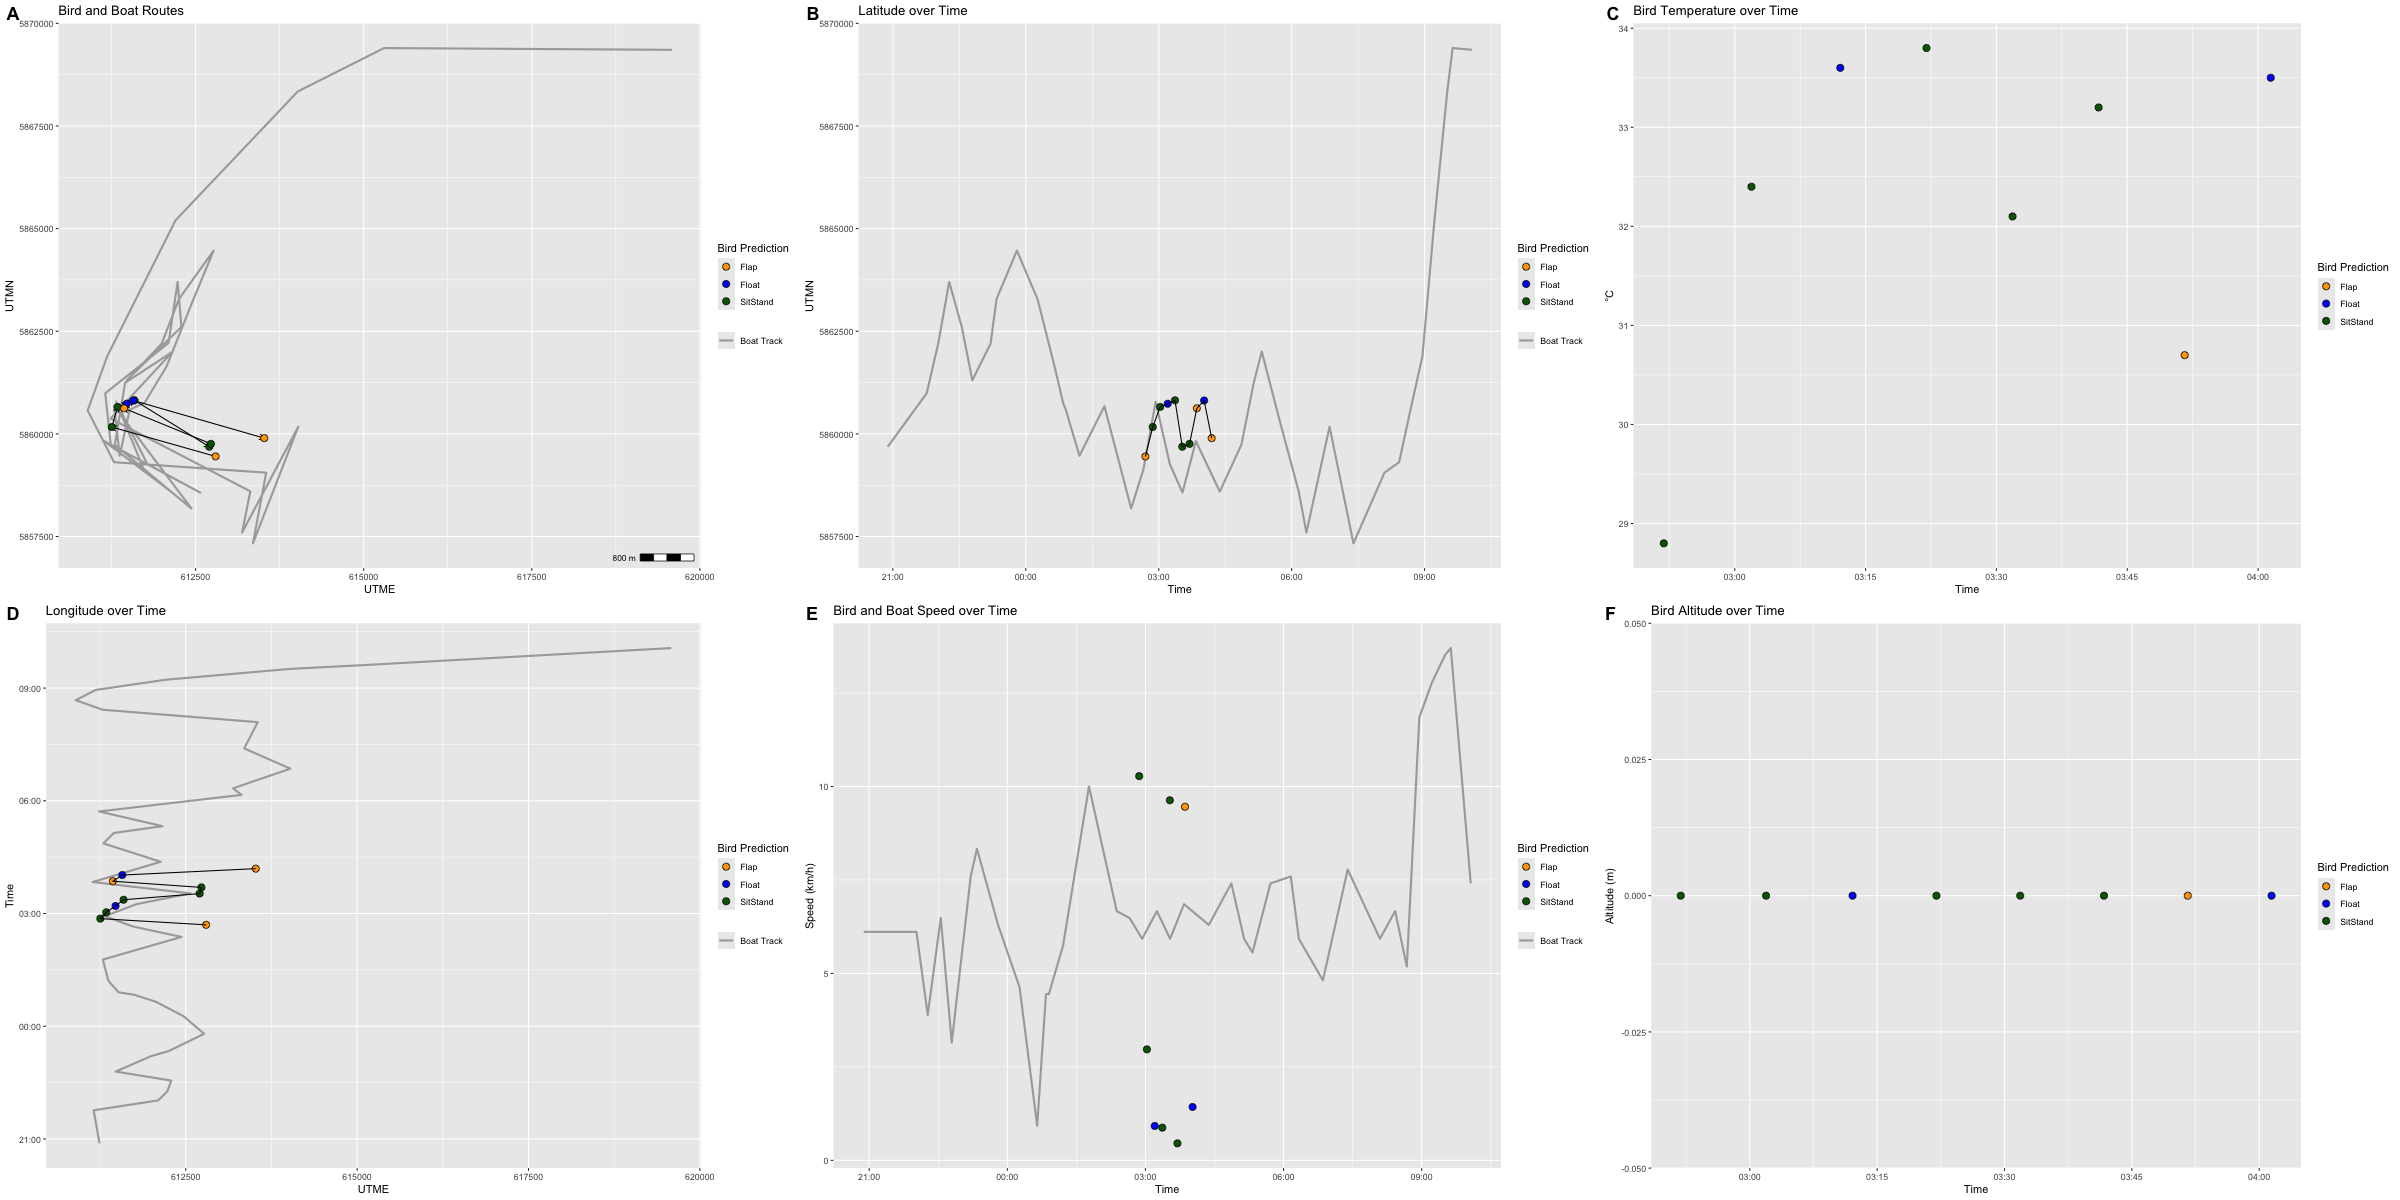 A Bird and Boat Routes
5870000
5867500
5865000
5862500
5860000
5857500
UTMN
612500 615000 617500 620000
UTME
800 m
Bird Prediction
Flap
Float
SitStand
Boat Track
B Latitude over Time
5870000
5867500
5865000
5862500
5860000
5857500
UTMN
21:00 00:00 03:00 06:00 09:00
Time
Bird Prediction
Flap
Float
SitStand
Boat Track
C Bird Temperature over Time
34
33
32
31
30
29
°C
03:00 03:15 03:30 03:45 04:00
Time
Bird Prediction
Flap
Float
SitStand
D Longitude over Time
09:00
06:00
03:00
00:00
21:00
Time
612500 615000 617500 620000
UTME
Bird Prediction
Flap
Float
SitStand
Boat Track
E Bird and Boat Speed over Time
10
5
0
Speed (km/h)
21:00 00:00 03:00 06:00 09:00
Time
Bird Prediction
Flap
Float
SitStand
Boat Track
F Bird Altitude over Time
0.050
0.025
0.000
-0.025
-0.050
Altitude (m)
03:00 03:15 03:30 03:45 04:00
Time
Bird Prediction
Flap
Float
SitStand